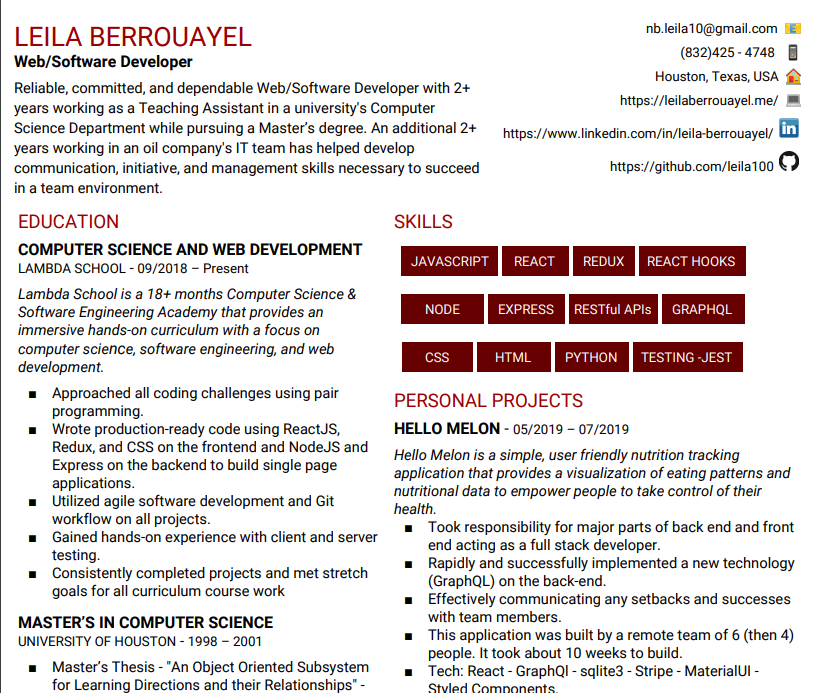 LEILA BERROUAYEL
Web/Software Developer
Reliable, committed, and dependable Web/Software Developer with 2+
years working as a Teaching Assistant in a university's Computer
Science Department while pursuing a Master's degree. An additional 2+
years working in an oil company's IT team has helped develop
communication, initiative, and management skills necessary to succeed
in a team environment.
nb.leila10@gmail.com
(832)425 - 4748
Houston, Texas, USA
https://leilaberrouayel.me/
https://www.linkedin.com/in/leila-berrouayel/
https://github.com/leila100
EDUCATION
COMPUTER SCIENCE AND WEB DEVELOPMENT
LAMBDA SCHOOL - 09/2018 – Present
Lambda School is a 18+ months Computer Science &
Software Engineering Academy that provides an
immersive hands-on curriculum with a focus on
computer science, software engineering, and web
development.
■ Approached all coding challenges using pair
programming.
■ Wrote production-ready code using ReactJS,
Redux, and CSS on the frontend and NodeJS and
Express on the backend to build single page
applications.
■ Utilized agile software development and Git
workflow on all projects.
■ Gained hands-on experience with client and server
testing.
■ Consistently completed projects and met stretch
goals for all curriculum course work
MASTER'S IN COMPUTER SCIENCE
UNIVERSITY OF HOUSTON - 1998 – 2001
■ Master's Thesis - "An Object Oriented Subsystem
for Learning Directions and their Relationships" -
SKILLS
JAVASCRIPT REACT REDUX REACT HOOKS
NODE EXPRESS RESTful APIs GRAPHQL
CSS HTML PYTHON TESTING -JEST
PERSONAL PROJECTS
HELLO MELON - 05/2019 – 07/2019
Hello Melon is a simple, user friendly nutrition tracking
application that provides a visualization of eating patterns and
nutritional data to empower people to take control of their
health.
■ Took responsibility for major parts of back end and front
end acting as a full stack developer.
■ Rapidly and successfully implemented a new technology
(GraphQL) on the back-end.
■ Effectively communicating any setbacks and successes
with team members.
■ This application was built by a remote team of 6 (then 4)
people. It took about 10 weeks to build.
■ Tech: React - GraphQl - sqlite3 - Stripe - MaterialUI -
Styled Components.